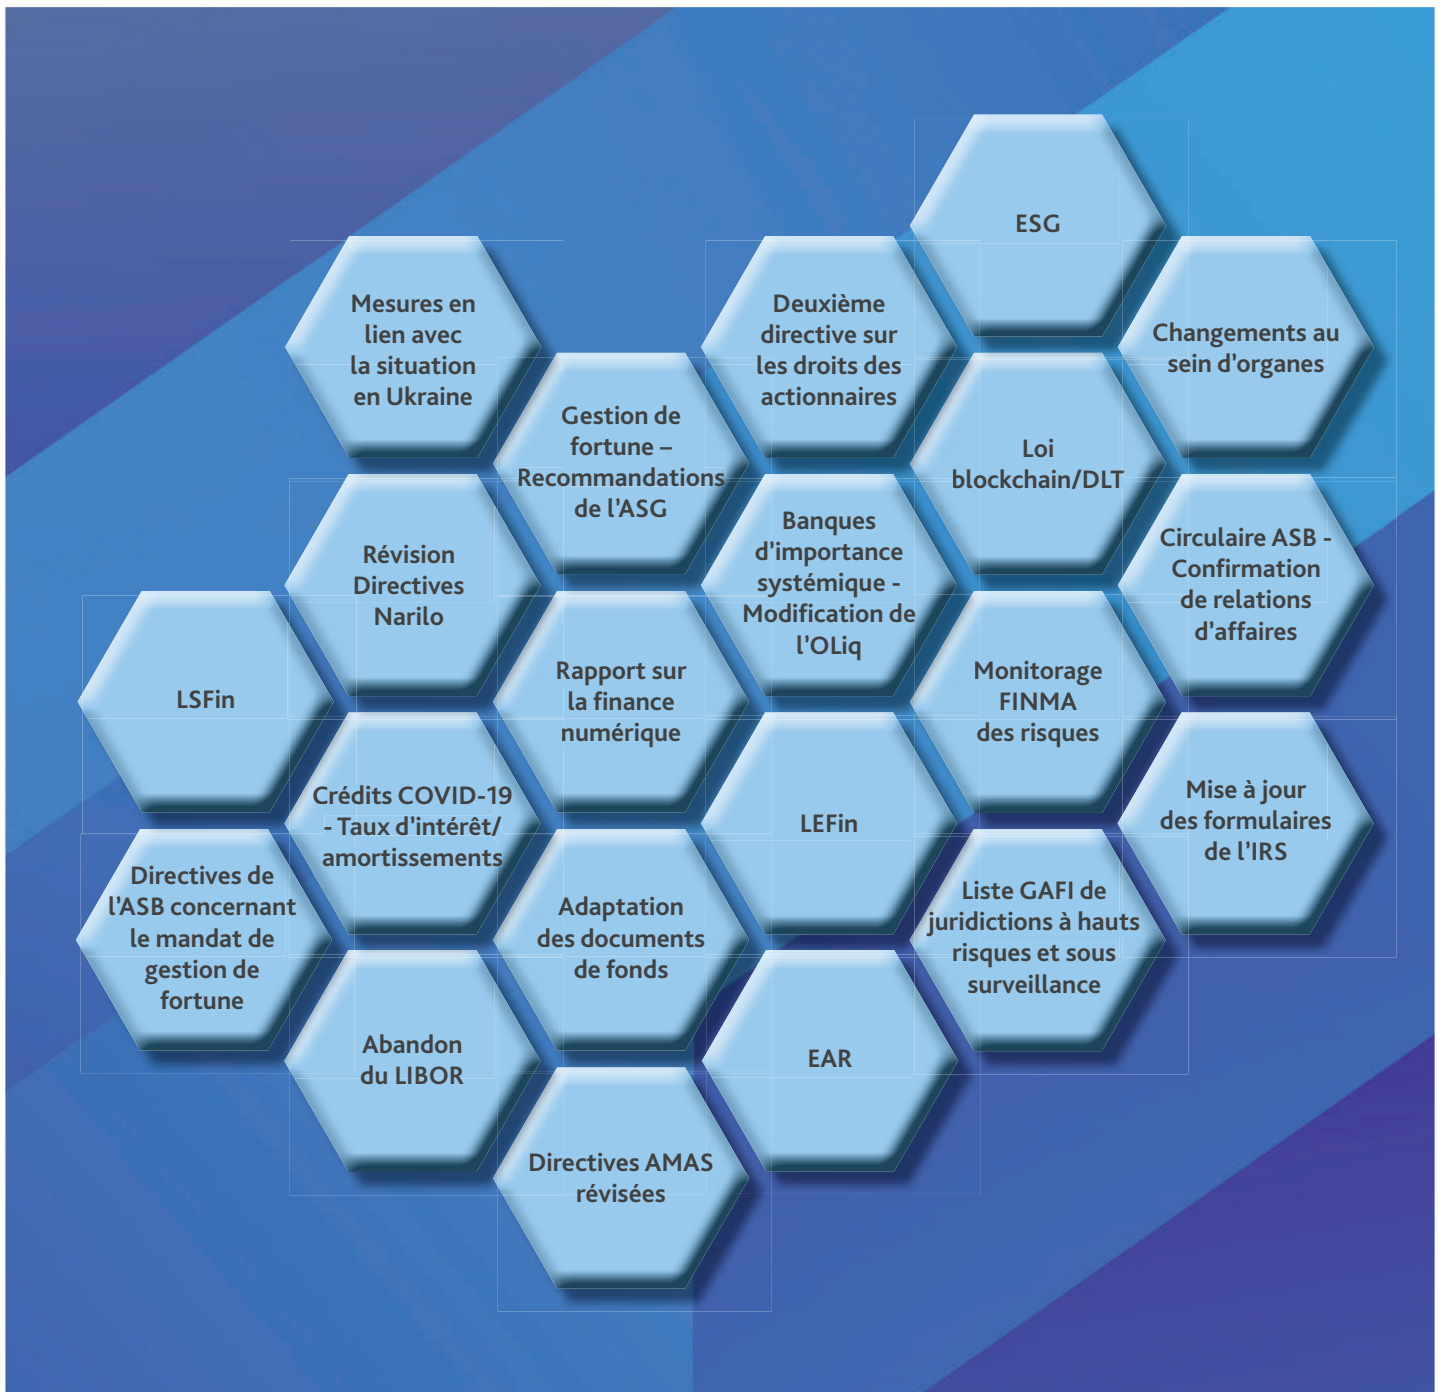 ESG
Mesures en
lien avec
la situation
en Ukraine
Deuxième
directive sur
les droits des
actionnaires
Changements au
sein d'organes
Gestion de
fortune –
Recommandations
de l'ASG
Loi
blockchain/DLT
Révision
Directives
Narilo
Banques
d'importance
systémique -
Modification de
l'OLiq
Circulaire ASB -
Confirmation
de relations
d'affaires
LSFin
Rapport sur
la finance
numérique
Monitorage
FINMA
des risques
Crédits COVID-19
- Taux d'intérêt/
amortissements
LEFin
Mise à jour
des formulaires
de l'IRS
Directives de
l'ASB concernant
le mandat de
gestion de
fortune
Adaptation
des documents
de fonds
Liste GAFI de
juridictions à hauts
risques et sous
surveillance
Abandon
du LIBOR
EAR
Directives AMAS
révisées